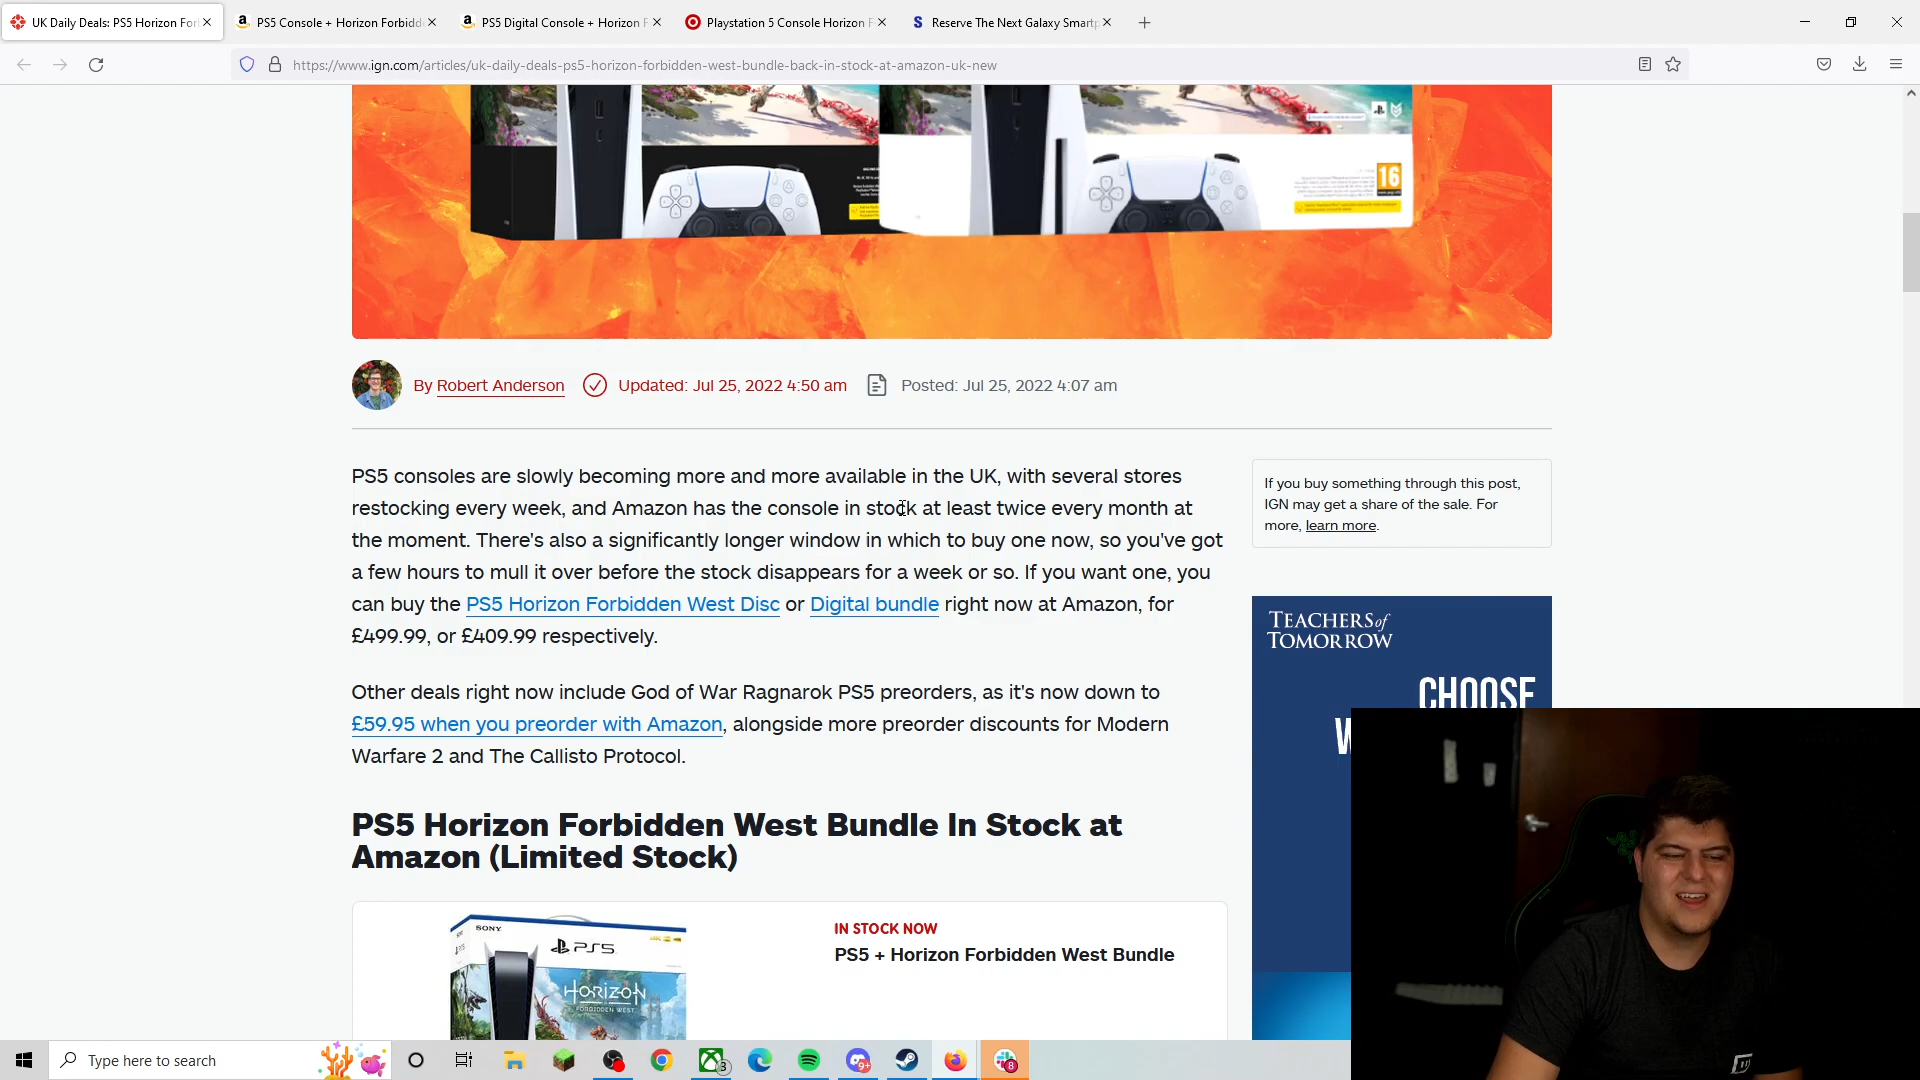 UK Daily Deals: PS5 Horizon For
PS5 Console + Horizon Forbidd
PS5 Digital Console + Horizon F
Playstation 5 Console Horizon F
S Reserve The Next Galaxy Smartp
https://www.ign.com/articles/uk-daily-deals-ps5-horizon-forbidden-west-bundle-back-in-stock-at-amazon-uk-new
16
By Robert Anderson Updated: Jul 25, 2022 4:50 am Posted: Jul 25, 2022 4:07 am
PS5 consoles are slowly becoming more and more available in the UK, with several stores
restocking every week, and Amazon has the console in stock at least twice every month at
the moment. There's also a significantly longer window in which to buy one now, so you've got
a few hours to mull it over before the stock disappears for a week or so. If you want one, you
can buy the PS5 Horizon Forbidden West Disc or Digital bundle right now at Amazon, for
£499.99, or £409.99 respectively.
Other deals right now include God of War Ragnarok PS5 preorders, as it's now down to
£59.95 when you preorder with Amazon, alongside more preorder discounts for Modern
Warfare 2 and The Callisto Protocol.
PS5 Horizon Forbidden West Bundle In Stock at
Amazon (Limited Stock)
SONY
PS5
HORIZON
FORBIDDEN WEST
IN STOCK NOW
PS5 + Horizon Forbidden West Bundle
If you buy something through this post,
IGN may get a share of the sale. For
more, learn more.
TEACHERS of
TOMORROW
CHOOSE
W
Type here to search
3
9+
8